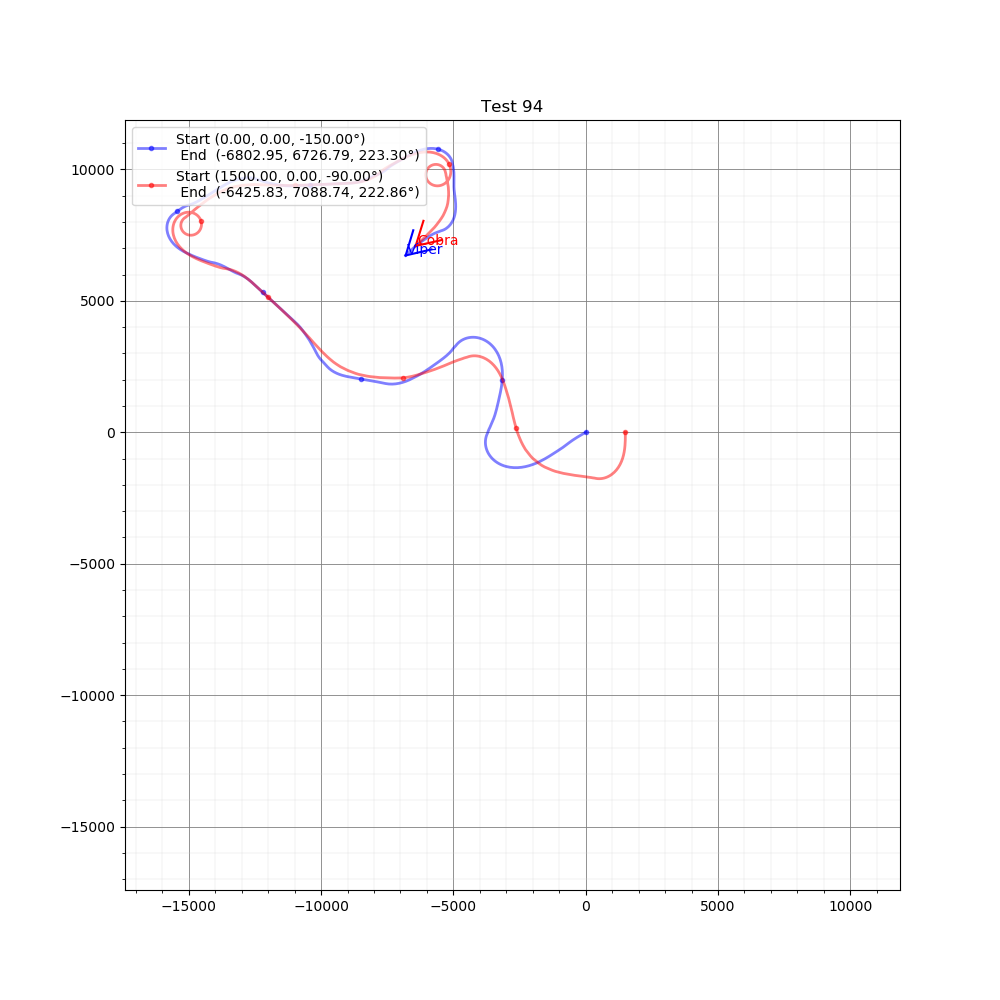 Test 94
Start (0.00, 0.00, -150.00°)
End  (-6802.95, 6726.79, 223.30°)
Start (1500.00, 0.00, -90.00°)
End  (-6425.83, 7088.74, 222.86°)
Cobra
Viper
10000
5000
0
−5000
−10000
−15000
−15000 −10000 −5000 0 5000 10000